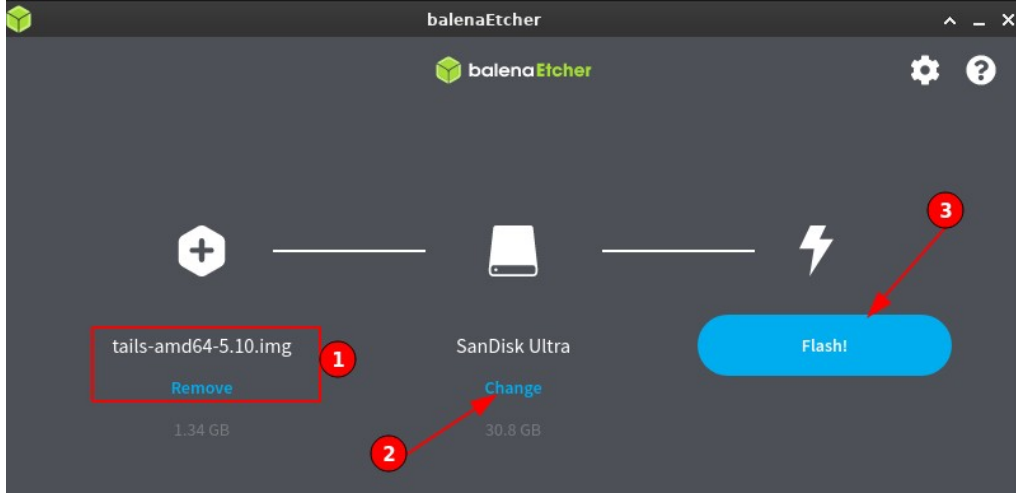 balenaEtcher
balenaEtcher
3
tails-amd64-5.10.img
SanDisk Ultra
Flash!
1
Remove
Change
1.34 GB
30.8 GB
2